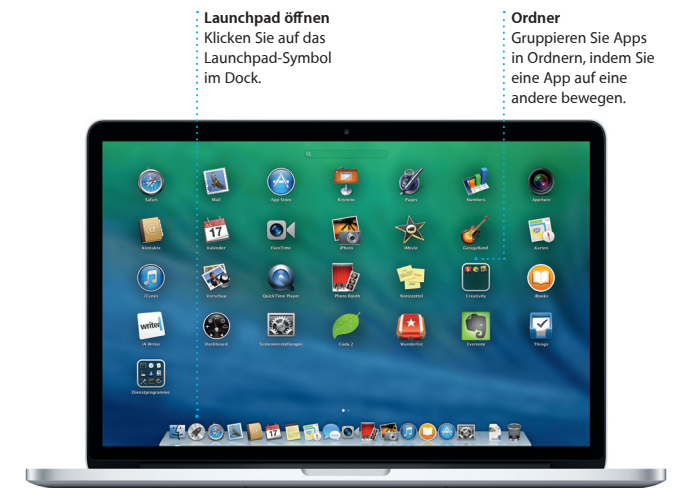 Launchpad öffnen
Klicken Sie auf das
Launchpad-Symbol
im Dock.
Ordner
Gruppieren Sie Apps
in Ordnern, indem Sie
eine App auf eine
andere bewegen.
Safari Mail App Store Keynote Pages Numbers Aperture
17
Kontakte Kalender FaceTime iPhoto iMovie GarageBand Karten
iTunes Vorschau QuickTime Player Photo Booth Notizzettel Creativity iBooks
writer
iA Writer Dashboard Systemeinstellungen Coda 2 Wunderlist Evernote Things
Dienstprogramme
17